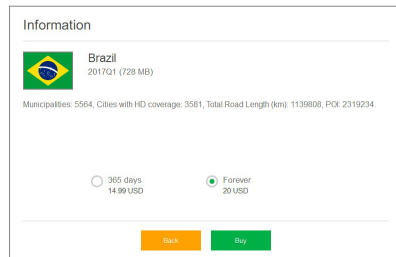 Information
Brazil
2017Q1 (728 MB)
Municipalities: 5564, Cities with HD coverage: 3581, Total Road Length (km): 1139808, POI: 2319234.
365 days
14.99 USD
Forever
20 USD
Back
Buy